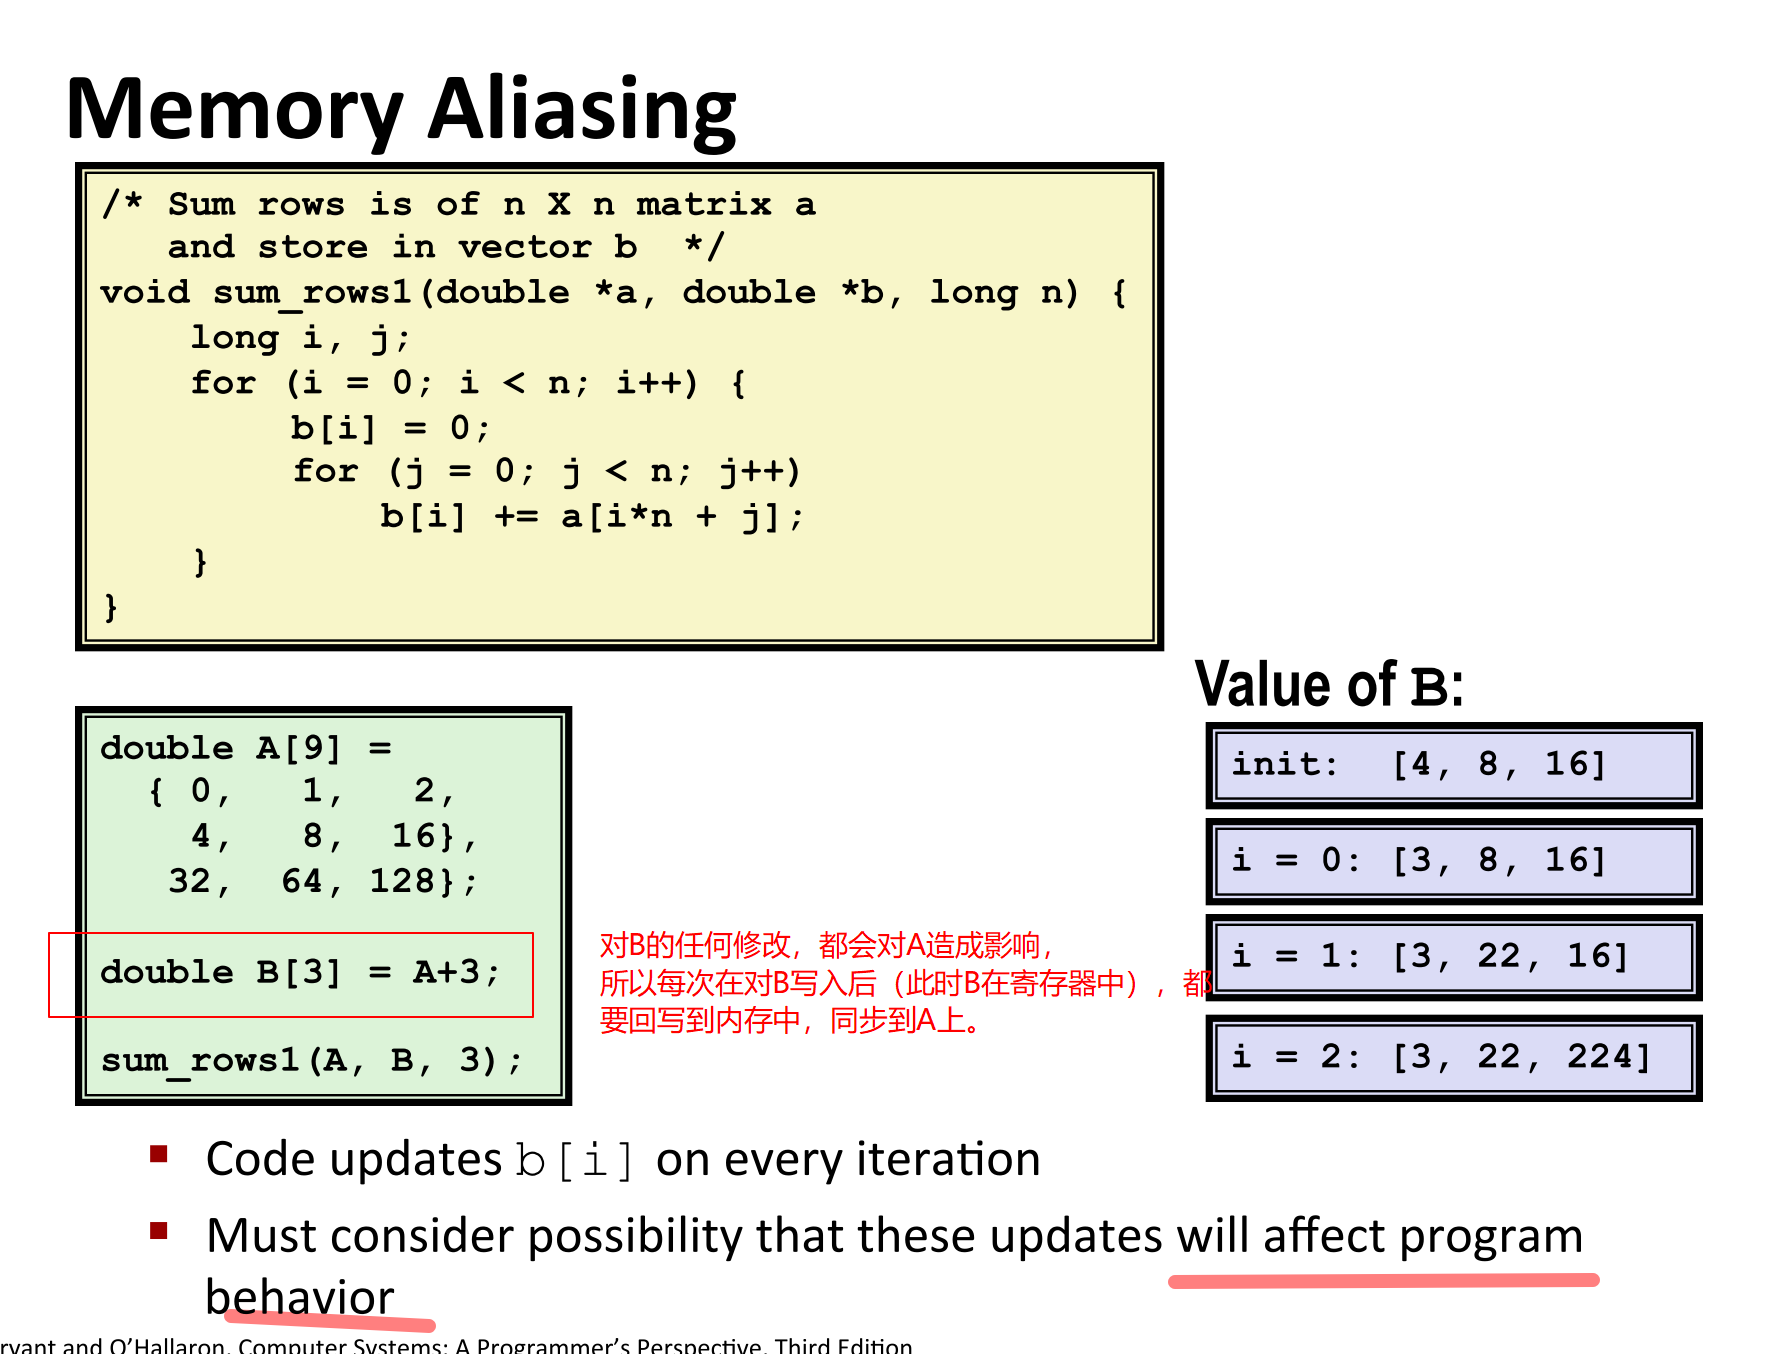 Memory Aliasing
/* Sum rows is of n X n matrix a
and store in vector b */
void sum_rows1(double *a, double *b, long n) {
long i, j;
for (i = 0; i < n; i++) {
b[i] = 0;
for (j = 0; j < n; j++)
b[i] += a[i*n + j];
}
}
double A[9] =
{ 0, 1, 2,
4, 8, 16},
32, 64, 128};
double B[3] = A+3;
sum_rows1(A, B, 3);
对B的任何修改，都会对A造成影响，
所以每次在对B写入后（此时B在寄存器中），都
要回写到内存中，同步到A上。
Value of B:
init: [4, 8, 16]
i = 0: [3, 8, 16]
i = 1: [3, 22, 16]
i = 2: [3, 22, 224]
Code updates b[i] on every iteration
Must consider possibility that these updates will affect program
behavior
ryant and O'Hallaron, Computer Systems: A Programmer's Perspective, Third Edition